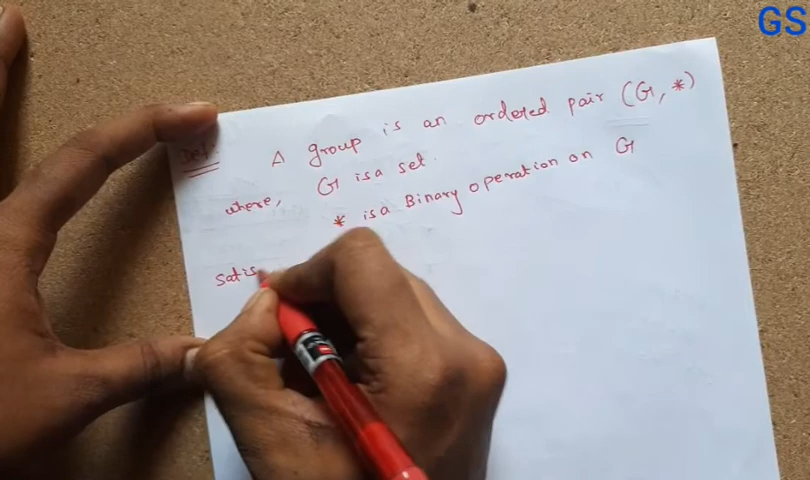 GS
Def:- A group is an ordered pair (G, *)
where, G is a set.
* is a Binary operation on G
satis